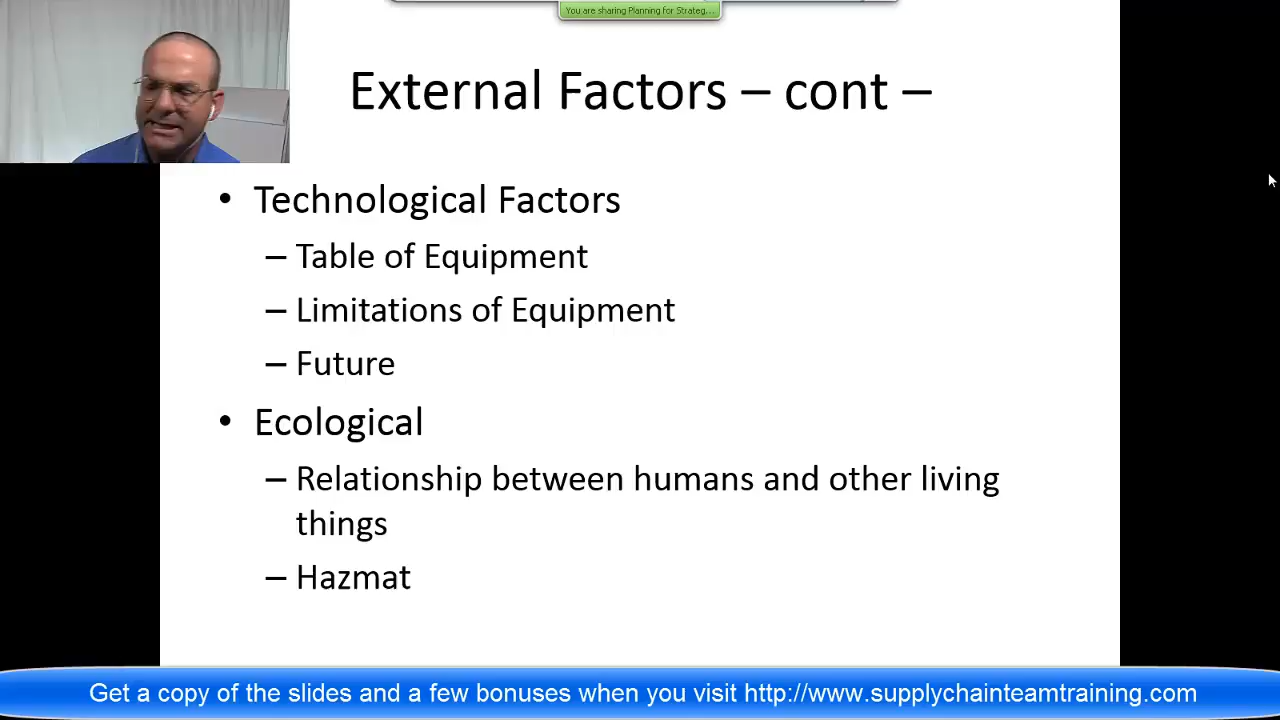 You are sharing Planning for Strateg...
External Factors – cont –
• Technological Factors
– Table of Equipment
– Limitations of Equipment
– Future
• Ecological
– Relationship between humans and other living
things
– Hazmat
Get a copy of the slides and a few bonuses when you visit http://www.supplychainteamtraining.com